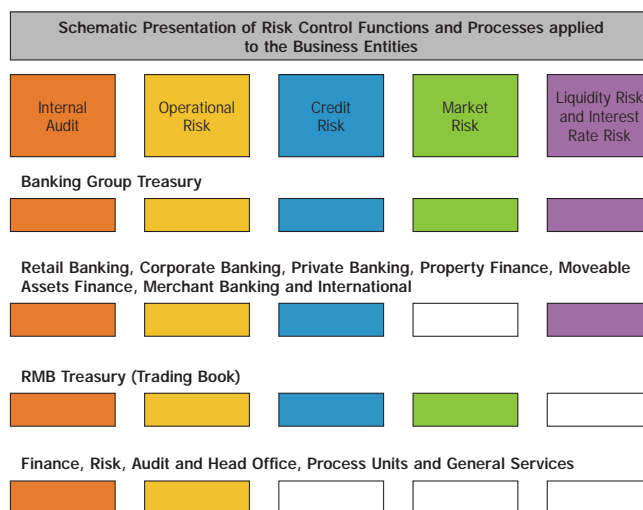 Schematic Presentation of Risk Control Functions and Processes applied
to the Business Entities
Internal
Audit
Operational
Risk
Credit
Risk
Market
Risk
Liquidity Risk
and Interest
Rate Risk
Banking Group Treasury
Retail Banking, Corporate Banking, Private Banking, Property Finance, Moveable
Assets Finance, Merchant Banking and International
RMB Treasury (Trading Book)
Finance, Risk, Audit and Head Office, Process Units and General Services